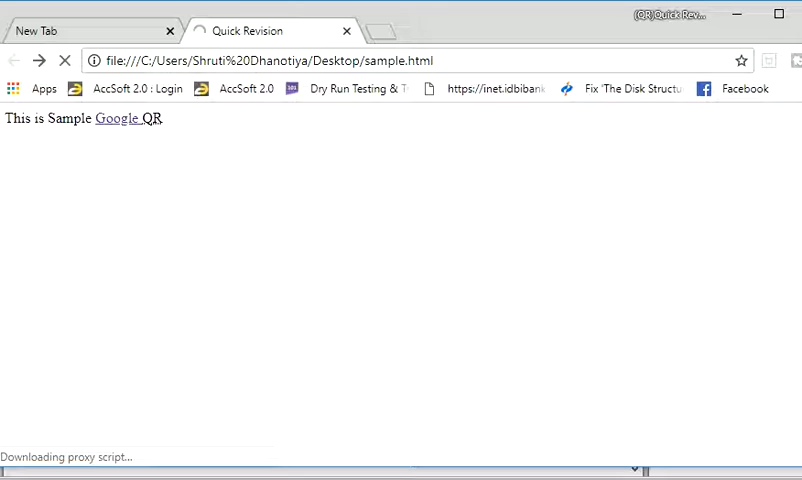 (QR)Quick Rev...
New Tab
Quick Revision
file:///C:/Users/Shruti%20Dhanotiya/Desktop/sample.html
Apps AccSoft 2.0 : Login AccSoft 2.0 Dry Run Testing & T https://inet.idbibank Fix 'The Disk Structu Facebook
This is Sample Google QR
Downloading proxy script...